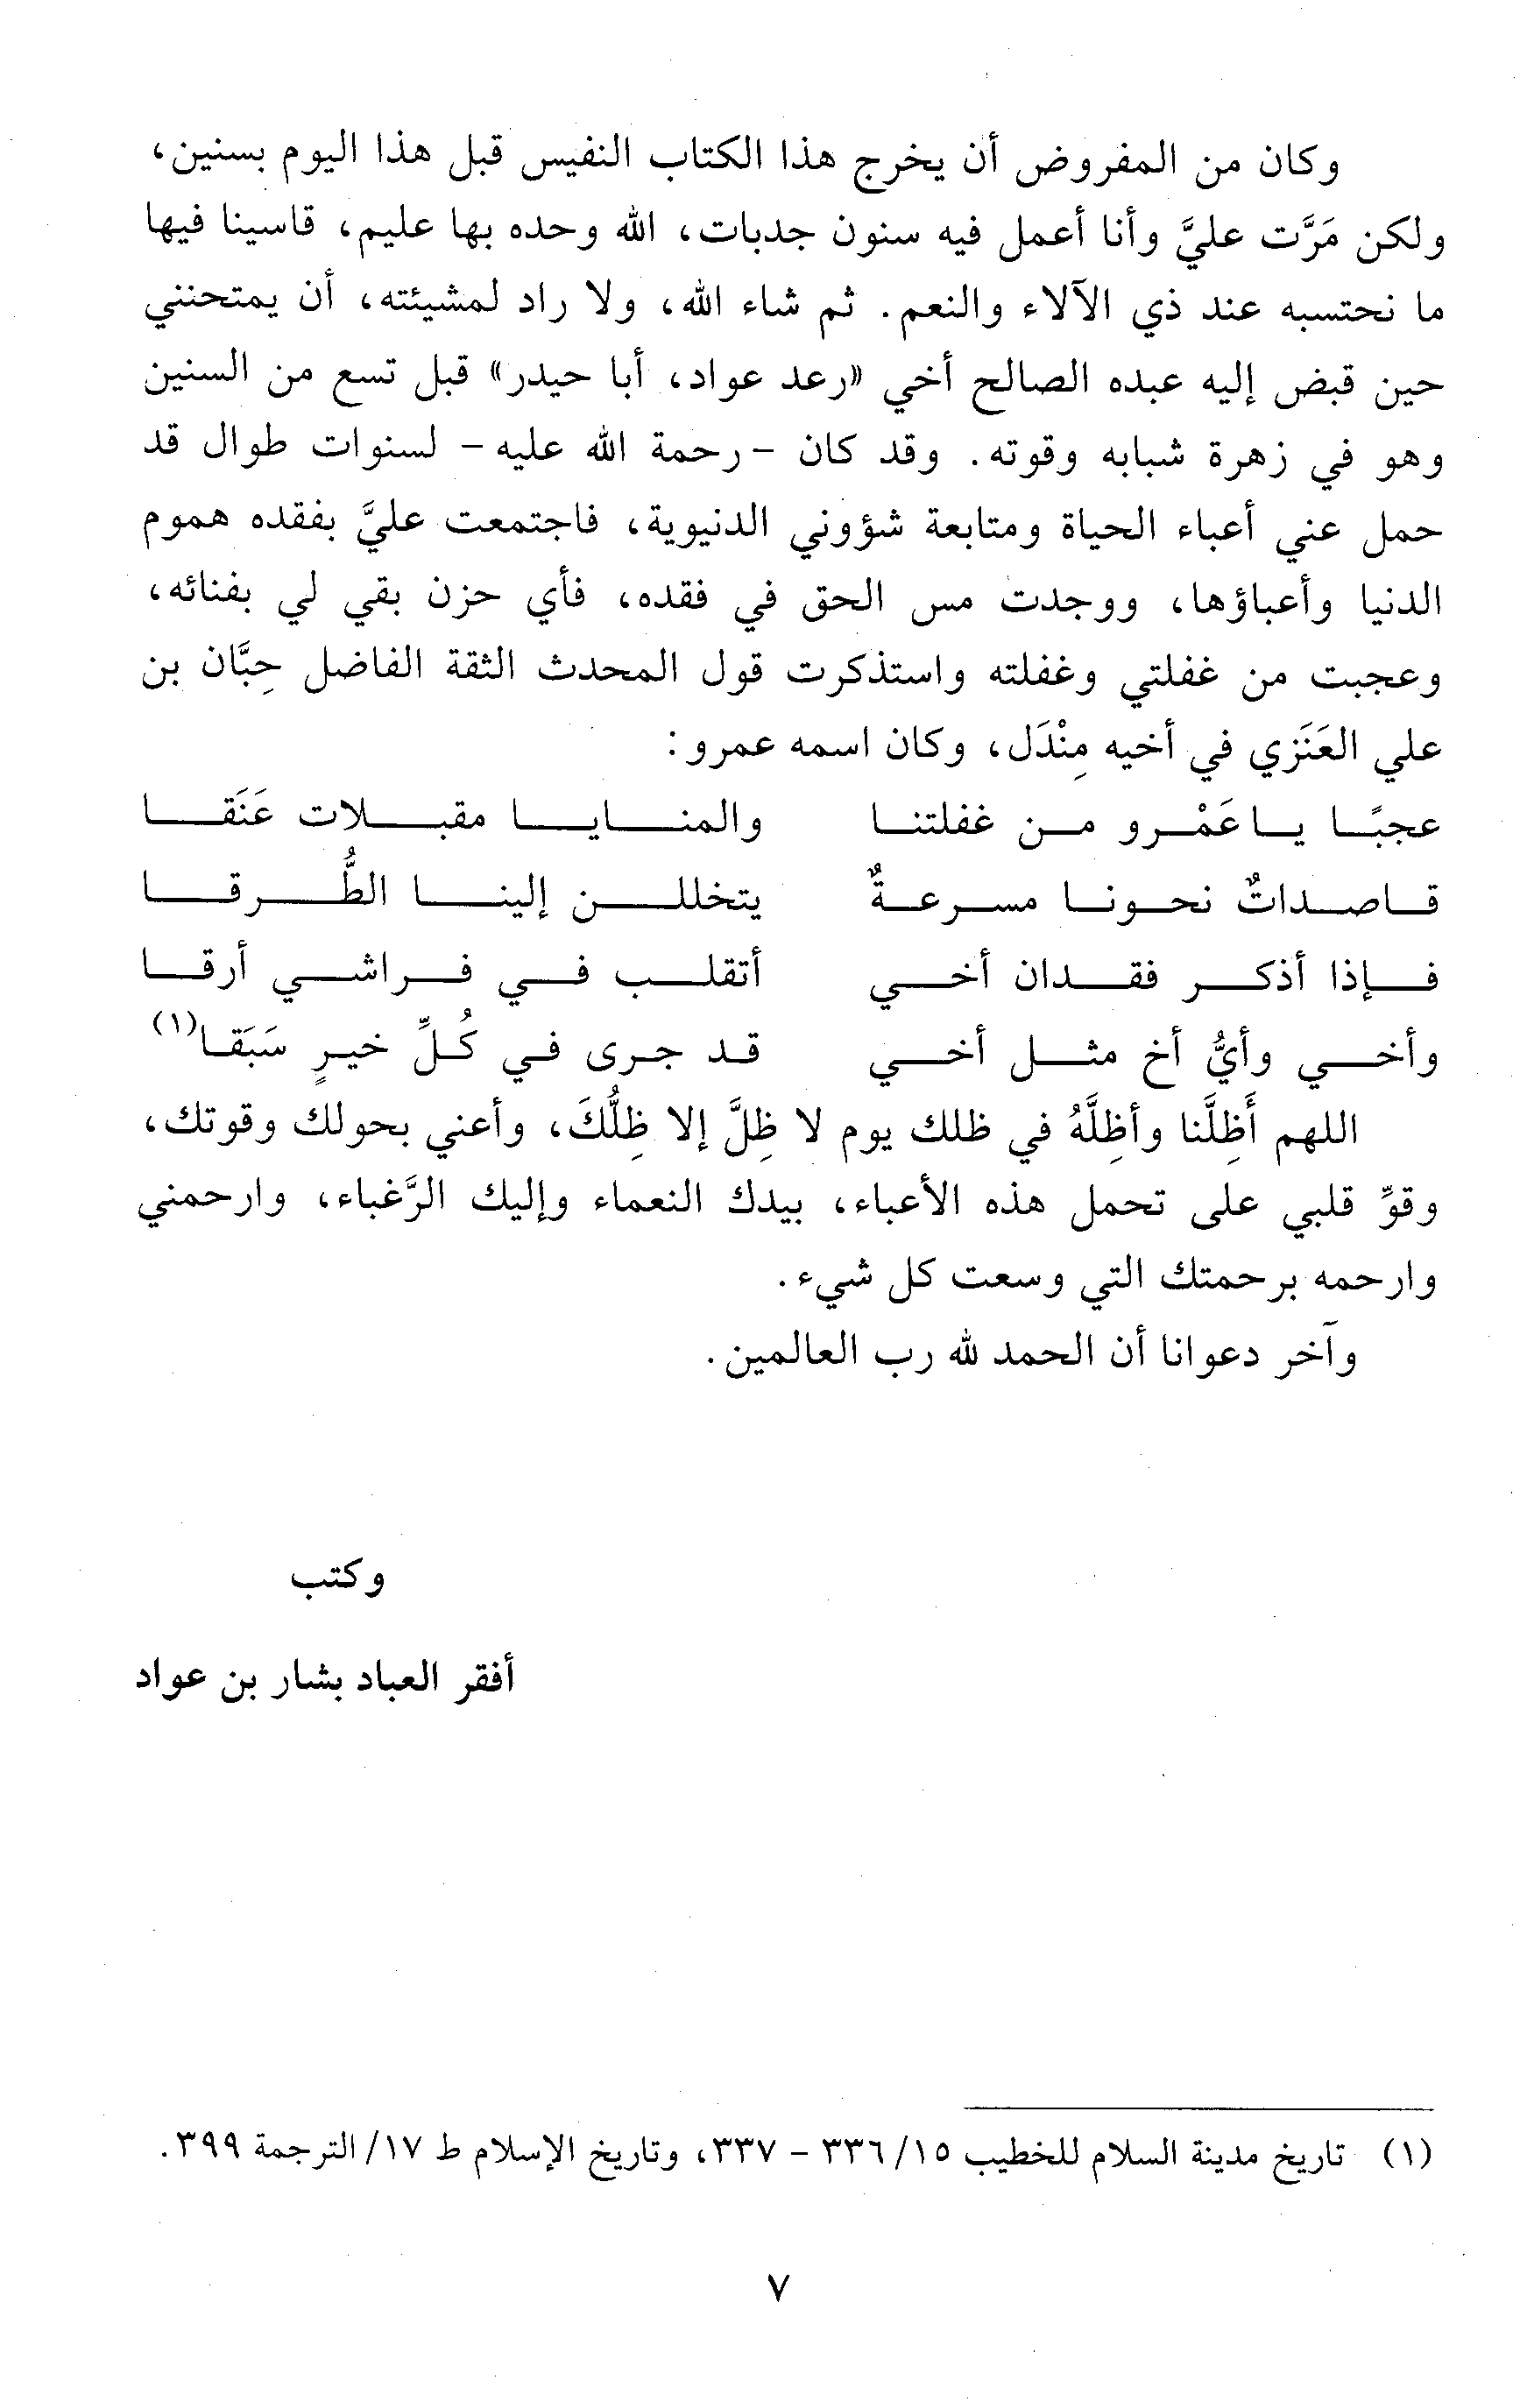 وكان من المفروض أن يخرج هذا الكتاب النفيس قبل هذا اليوم بسنين،
ولكن مَرَّت عليَّ وأنا أعمل فيه سنون جدبات، الله وحده بها عليم، قاسينا فيها
ما نحتسبه عند ذي الآلاء والنعم. ثم شاء الله، ولا راد لمشيئته، أن يمتحنني
حين قبض إليه عبده الصالح أخي «رعد عواد، أبا حيدر» قبل تسع من السنين
وهو في زهرة شبابه وقوته. وقد كان -رحمة الله عليه- لسنوات طوال قد
حمل عني أعباء الحياة ومتابعة شؤوني الدنيوية، فاجتمعت عليَّ بفقده هموم
الدنيا وأعباؤها، ووجدت مس الحق في فقده، فأي حزن بقي لي بفنائه،
وعجبت من غفلتي وغفلته واستذكرت قول المحدث الثقة الفاضل حِبَّان بن
علي العَنَزي في أخيه مِنْدَل، وكان اسمه عمرو:
عجبًا يا عَمْرو من غفلتنا والمنايا مقبلات عَنَقا
قاصداتٌ نحونا مسرعةٌ يتخللن إلينا الطُّرقا
فإذا أذكر فقدان أخي أتقلب في فراشي أرقا
وأخي وأيُّ أخ مثل أخي قد جرى في كُلِّ خيرٍ سَبَقا(١)
اللهم أَظِلَّنا وأظِلَّهُ في ظلك يوم لا ظِلَّ إلا ظِلُّكَ، وأعني بحولك وقوتك،
وقوِّ قلبي على تحمل هذه الأعباء، بيدك النعماء وإليك الرَّغباء، وارحمني
وارحمه برحمتك التي وسعت كل شيء.
وآخر دعوانا أن الحمد لله رب العالمين.
وكتب
أفقر العباد بشار بن عواد
(١) تاريخ مدينة السلام للخطيب ١٥/ ٣٣٦ - ٣٣٧، وتاريخ الإسلام ط ١٧/ الترجمة ٣٩٩.
٧